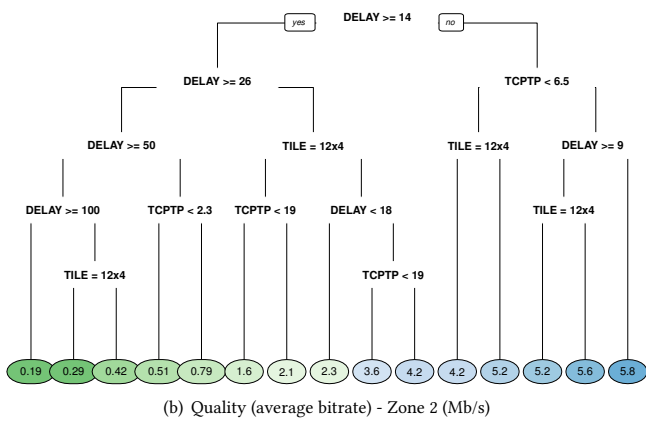 yes DELAY >= 14 no
DELAY >= 26 TCPTP < 6.5
DELAY >= 50 TILE = 12x4 TILE = 12x4 DELAY >= 9
DELAY >= 100 TCPTP < 2.3 TCPTP < 19 DELAY < 18 TILE = 12x4
TILE = 12x4 TCPTP < 19
0.19 0.29 0.42 0.51 0.79 1.6 2.1 2.3 3.6 4.2 4.2 5.2 5.2 5.6 5.8
(b) Quality (average bitrate) - Zone 2 (Mb/s)